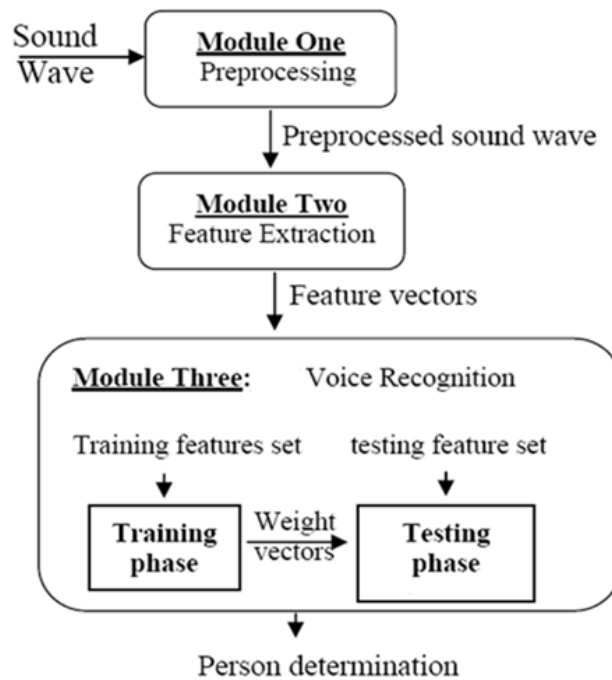 Sound
Wave
Module One
Preprocessing
Preprocessed sound wave
Module Two
Feature Extraction
Feature vectors
Module Three: Voice Recognition
Training features set testing feature set
Training
phase
Weight
vectors
Testing
phase
Person determination